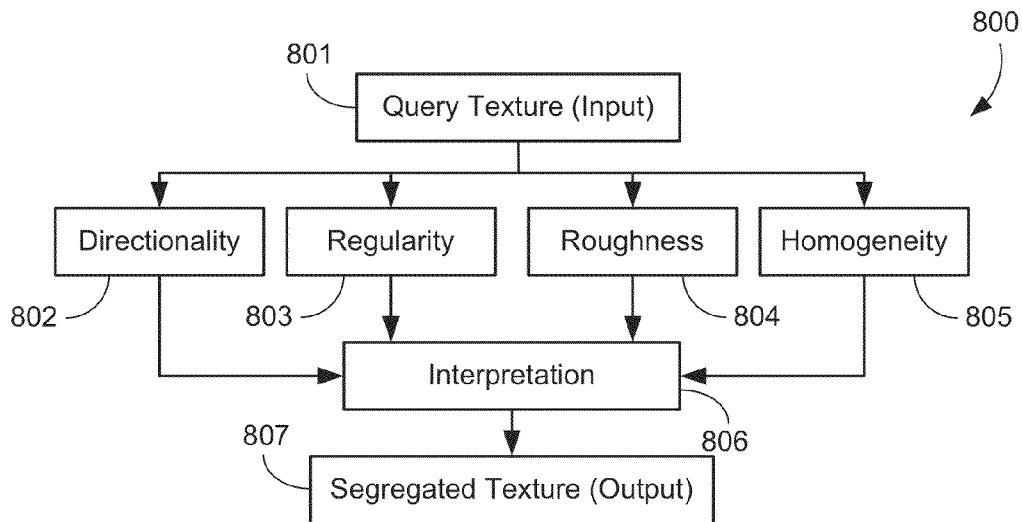 800
801
Query Texture (Input)
Directionality
Regularity
Roughness
Homogeneity
802
803
804
805
Interpretation
806
807
Segregated Texture (Output)